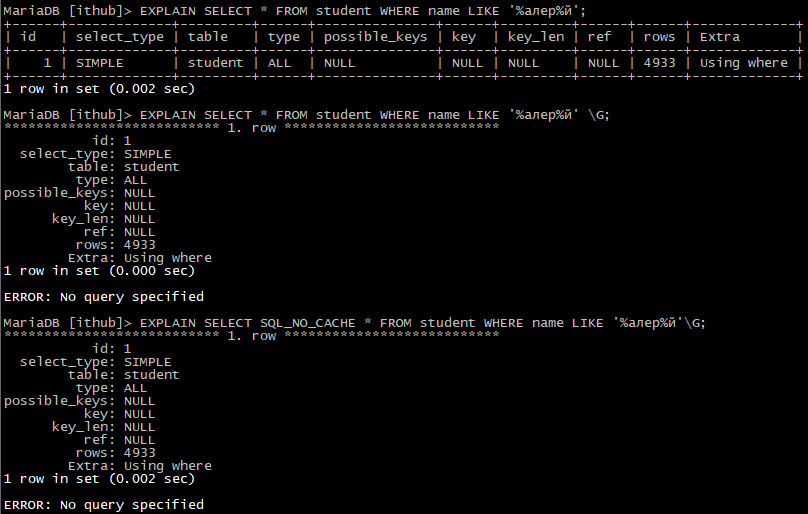 MariaDB [ithub]> EXPLAIN SELECT * FROM student WHERE name LIKE '%алер%й';
+------+-------------+---------+------+---------------+------+---------+------+------+-------------+
| id   | select_type | table   | type | possible_keys | key  | key_len | ref  | rows | Extra       |
+------+-------------+---------+------+---------------+------+---------+------+------+-------------+
|    1 | SIMPLE      | student | ALL  | NULL          | NULL | NULL    | NULL | 4933 | Using where |
+------+-------------+---------+------+---------------+------+---------+------+------+-------------+
1 row in set (0.002 sec)
MariaDB [ithub]> EXPLAIN SELECT * FROM student WHERE name LIKE '%алер%й' \G;
*************************** 1. row ***************************
id: 1
select_type: SIMPLE
table: student
type: ALL
possible_keys: NULL
key: NULL
key_len: NULL
ref: NULL
rows: 4933
Extra: Using where
1 row in set (0.000 sec)
ERROR: No query specified
MariaDB [ithub]> EXPLAIN SELECT SQL_NO_CACHE * FROM student WHERE name LIKE '%алер%й'\G;
*************************** 1. row ***************************
id: 1
select_type: SIMPLE
table: student
type: ALL
possible_keys: NULL
key: NULL
key_len: NULL
ref: NULL
rows: 4933
Extra: Using where
1 row in set (0.002 sec)
ERROR: No query specified